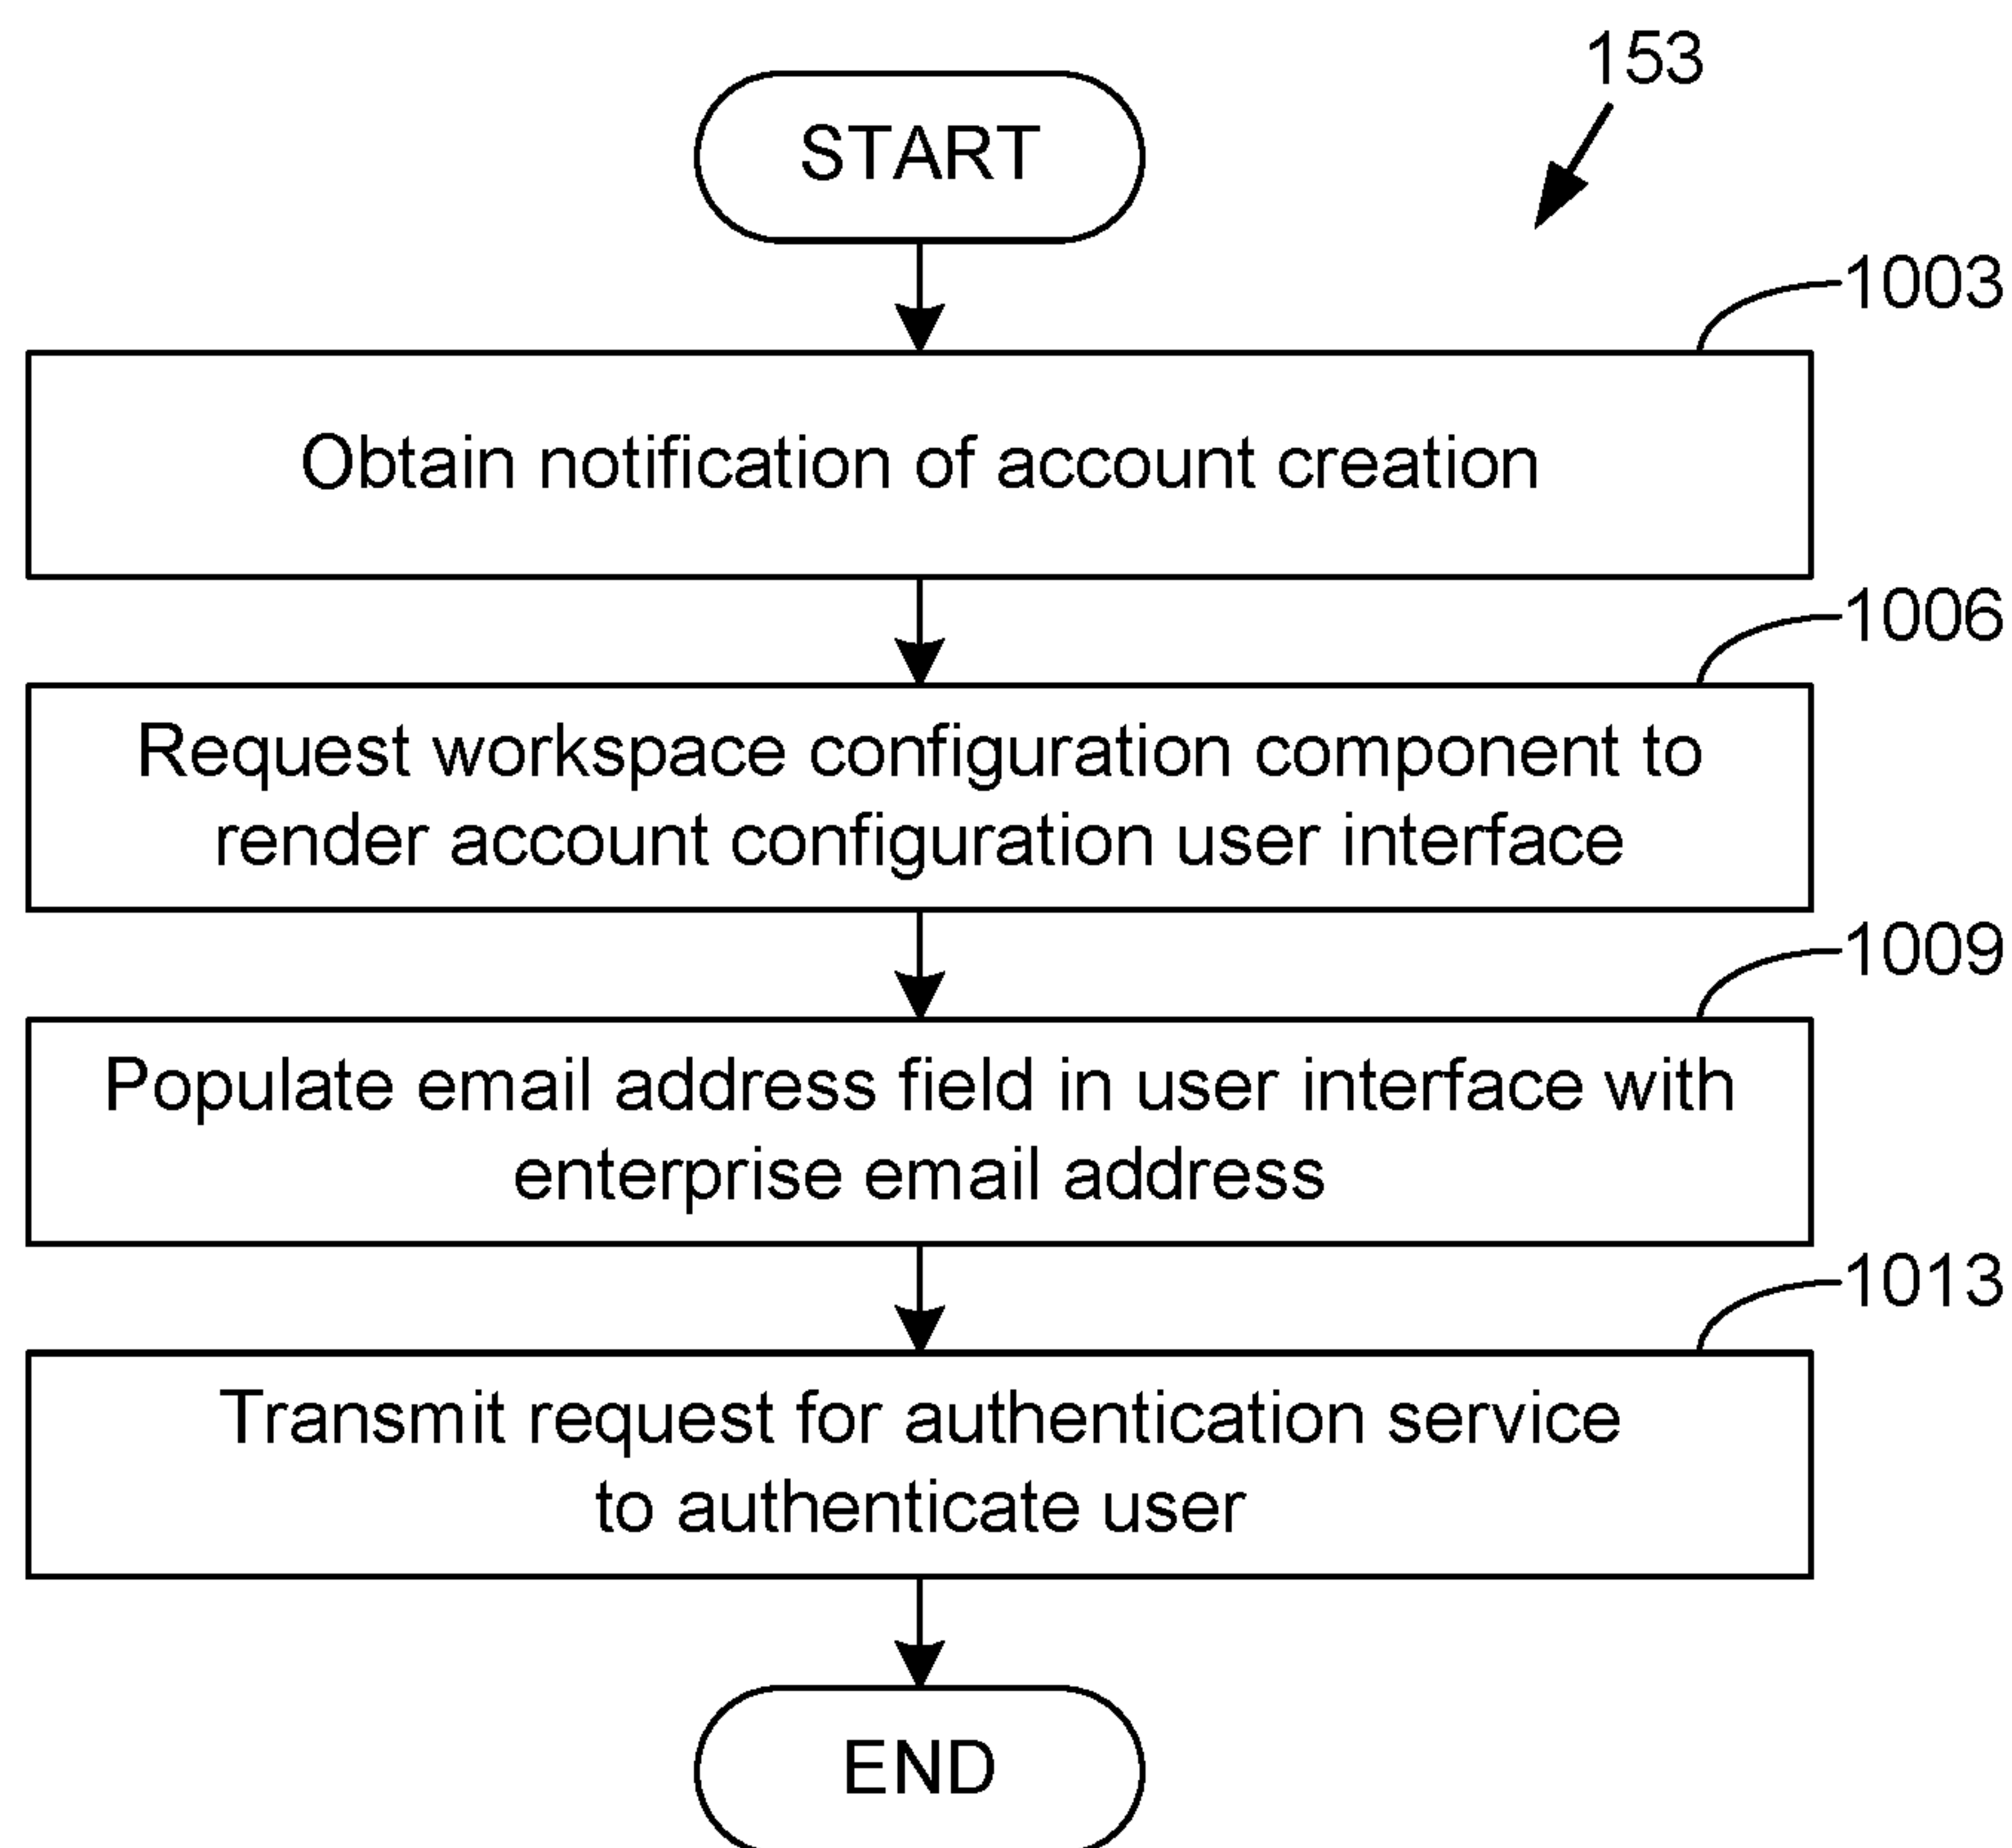 153
START
1003
Obtain notification of account creation
1006
Request workspace configuration component to
render account configuration user interface
1009
Populate email address field in user interface with
enterprise email address
1013
Transmit request for authentication service
to authenticate user
END